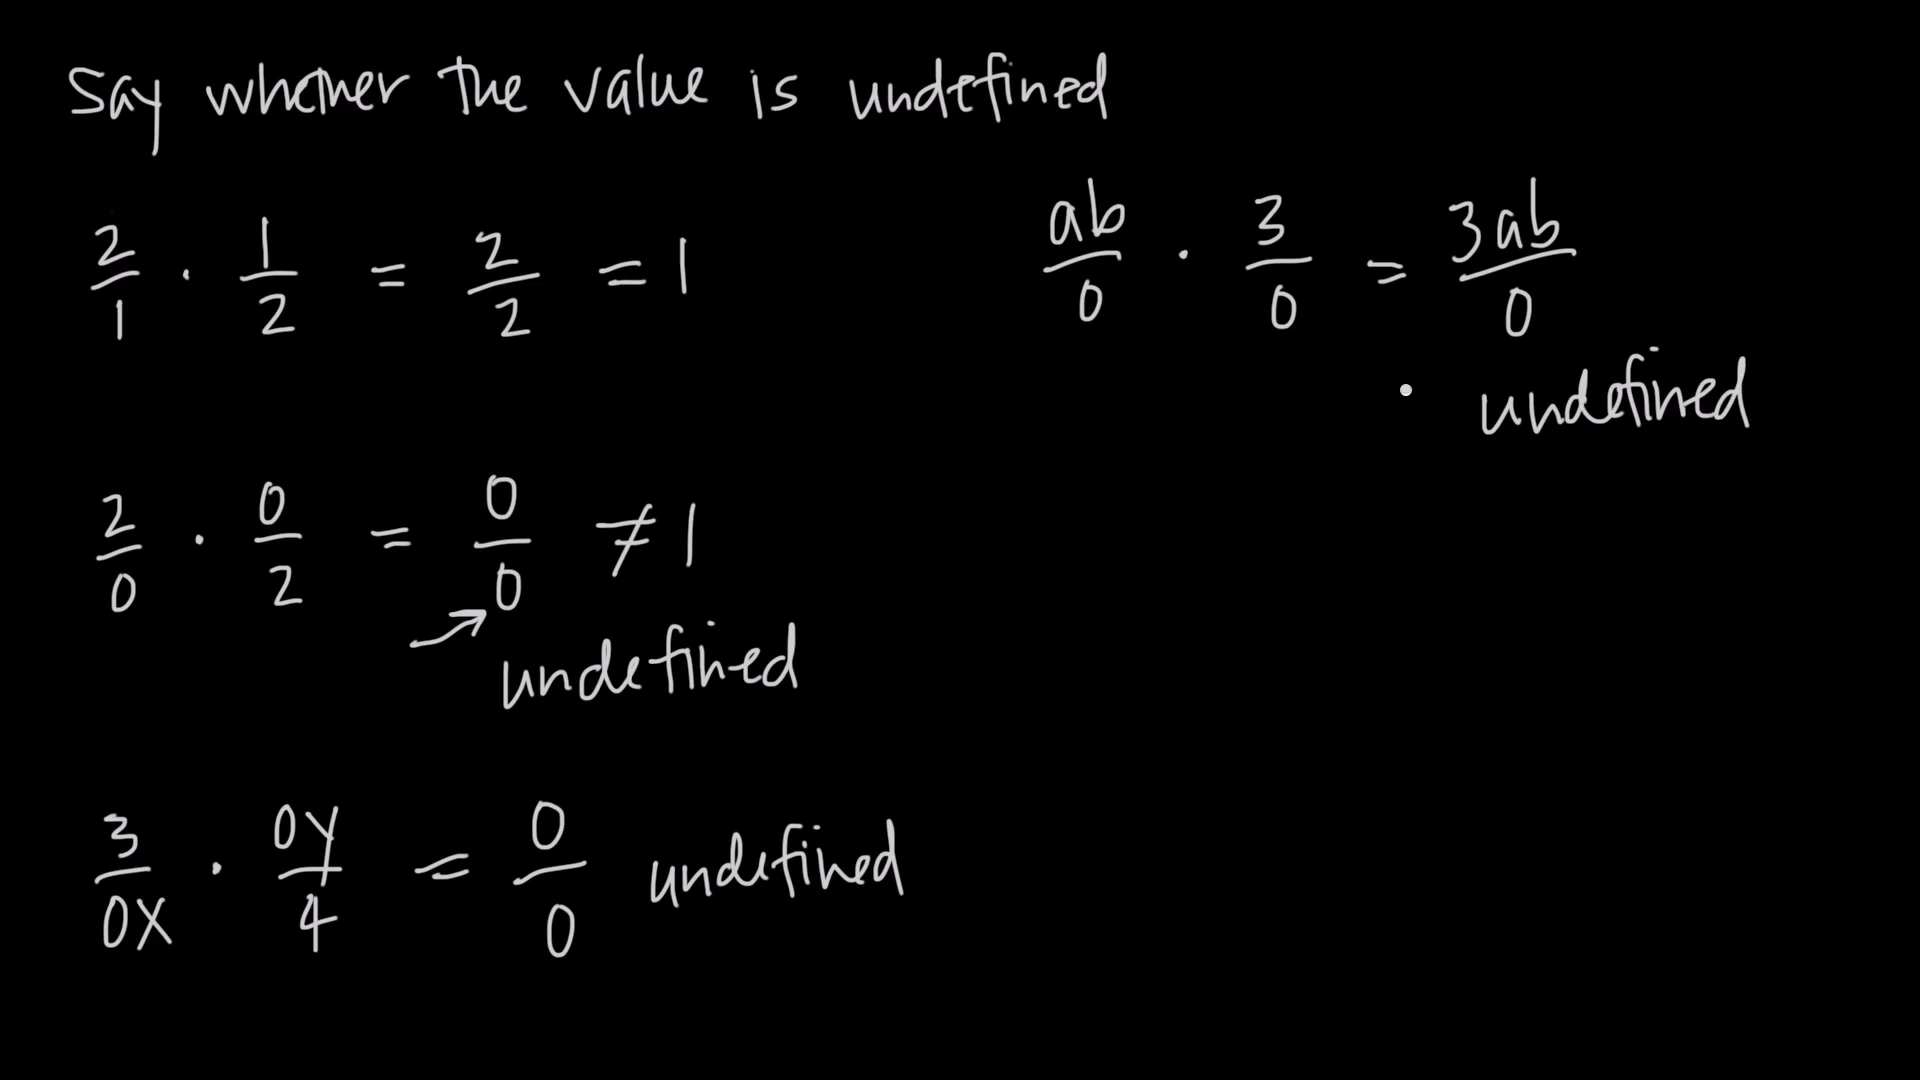 Say whether the value is undefined
2/1 · 1/2 = 2/2 = 1
2/0 · 0/2 = 0/0 ≠ 1
undefined
3/0x · 0y/4 = 0/0 undefined
ab/0 · 3/0 = 3ab/0
undefined